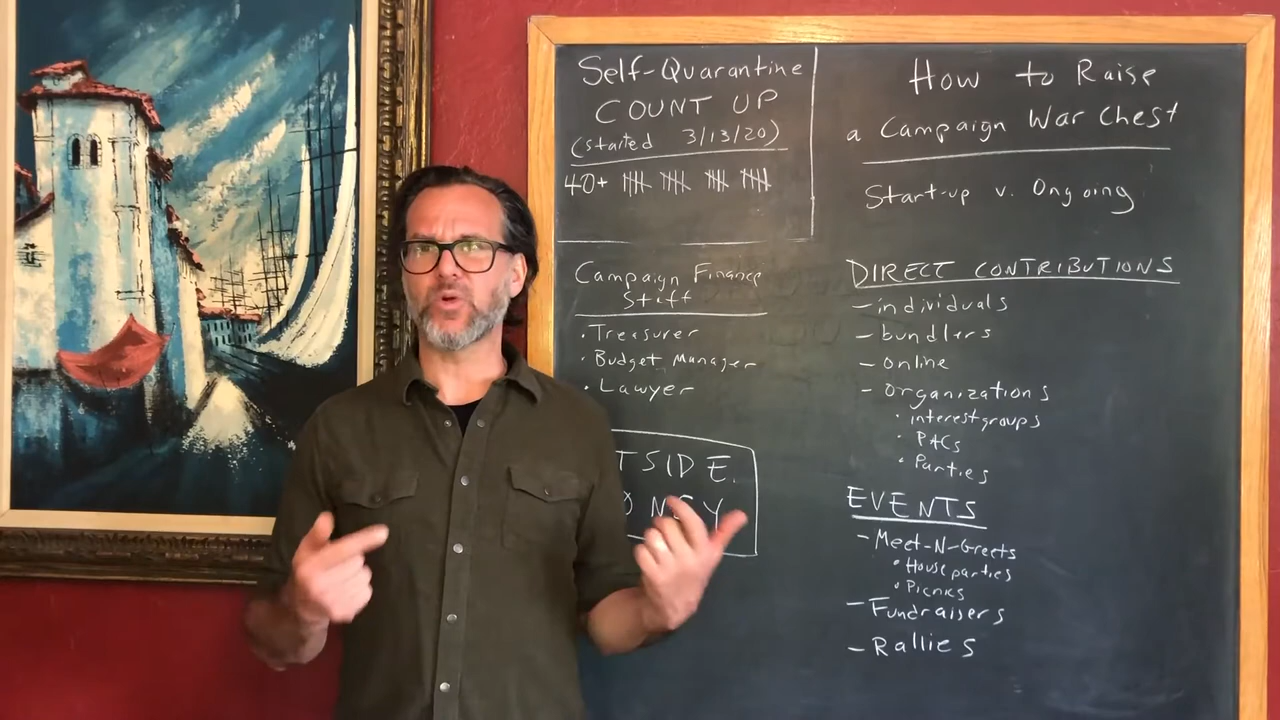 Self-Quarantine
COUNT UP
(started 3/13/20)
40+
Campaign Finance
Staff
• Treasurer
• Budget Manager
• Lawyer
TSIDE
NEY
How to Raise
a Campaign War Chest
Start-up v. Ongoing
DIRECT CONTRIBUTIONS
- individuals
- bundlers
- online
- organizations
• interest groups
• PACs
• Parties
EVENTS
- Meet-N-Greets
• House parties
• Picnics
- Fundraisers
- Rallies